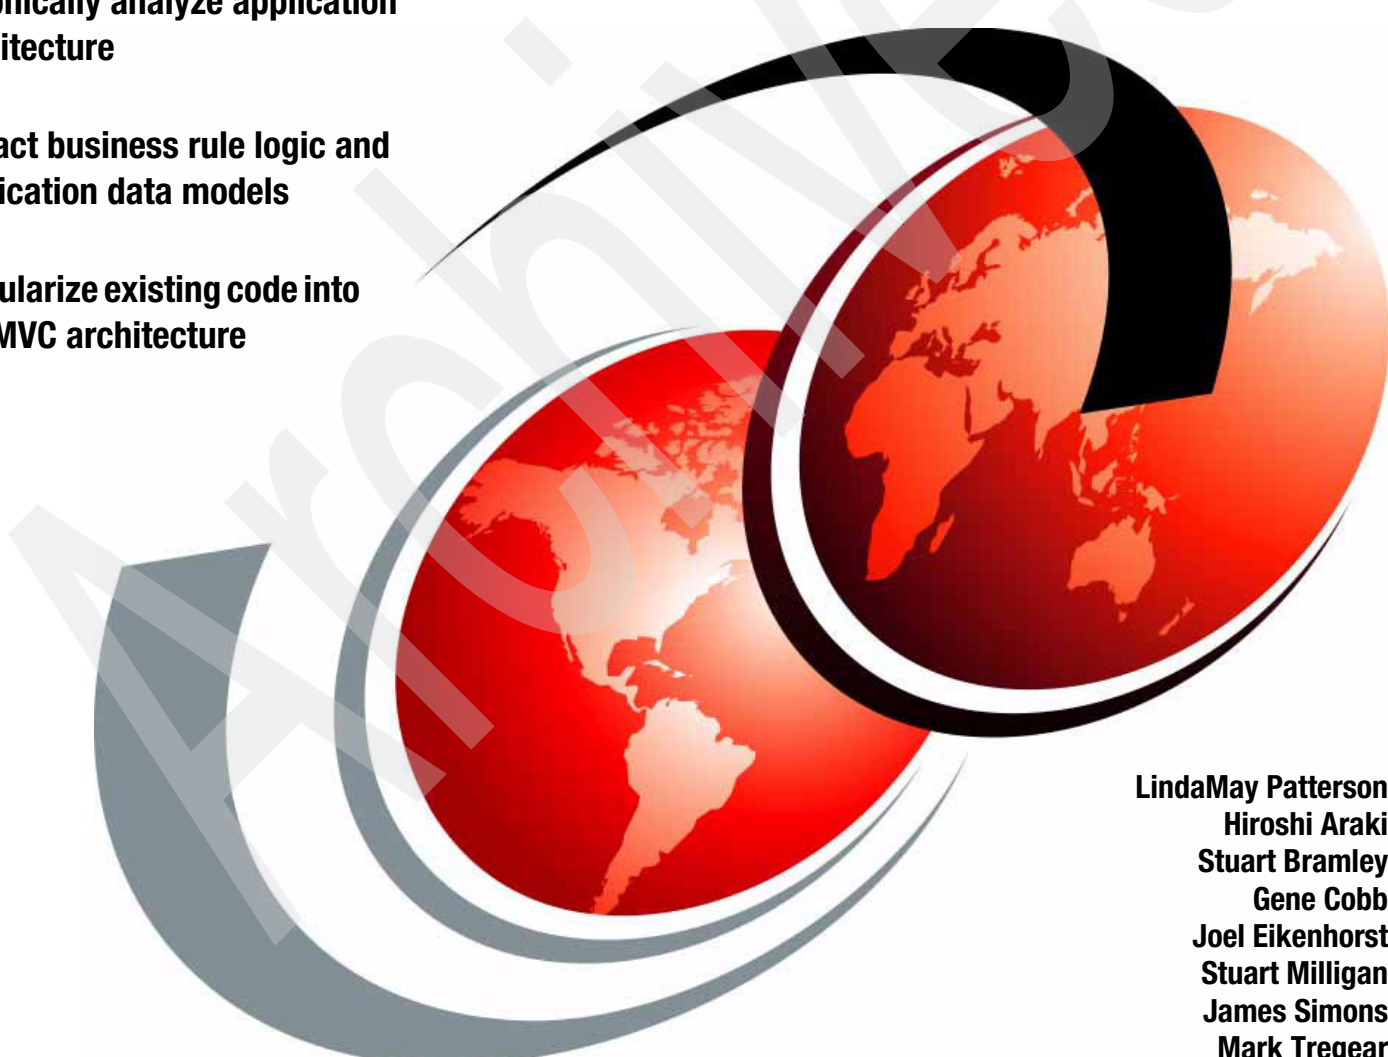 nically analyze application
itecture
act business rule logic and
ication data models
ularize existing code into
MVC architecture
LindaMay Patterson
Hiroshi Araki
Stuart Bramley
Gene Cobb
Joel Eikenhorst
Stuart Milligan
James Simons
Mark Tregear